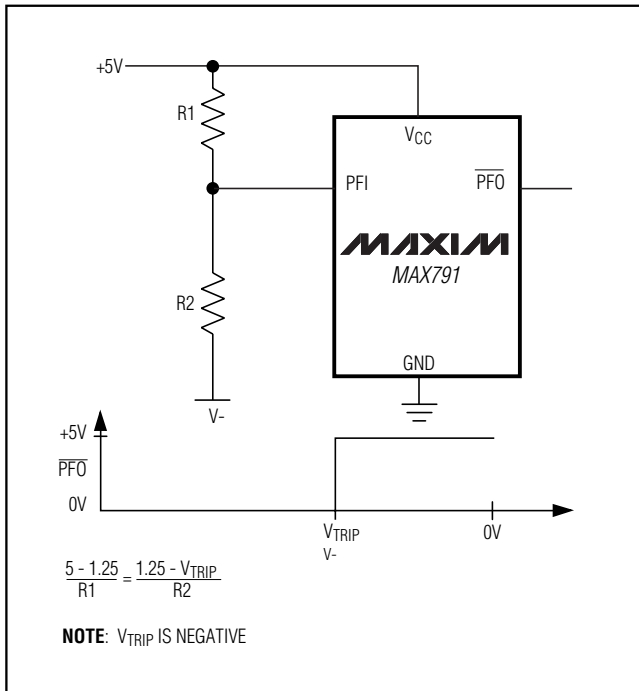 +5V
R1
VCC
PFI
PFO
MAXIM
MAX791
R2
GND
V-
+5V
PFO
0V
VTRIP
0V
V-
5 - 1.25 / R1 = 1.25 - VTRIP / R2
NOTE: VTRIP IS NEGATIVE